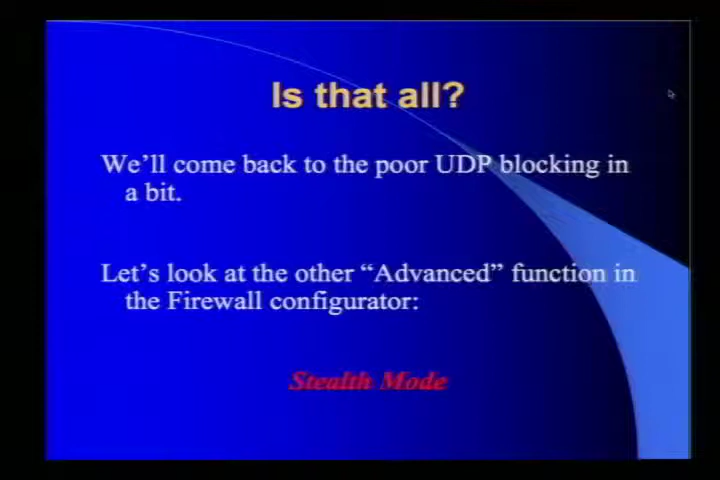 Is that all?
We’ll come back to the poor UDP blocking in
a bit.
Let’s look at the other “Advanced” function in
the Firewall configurator:
Stealth Mode